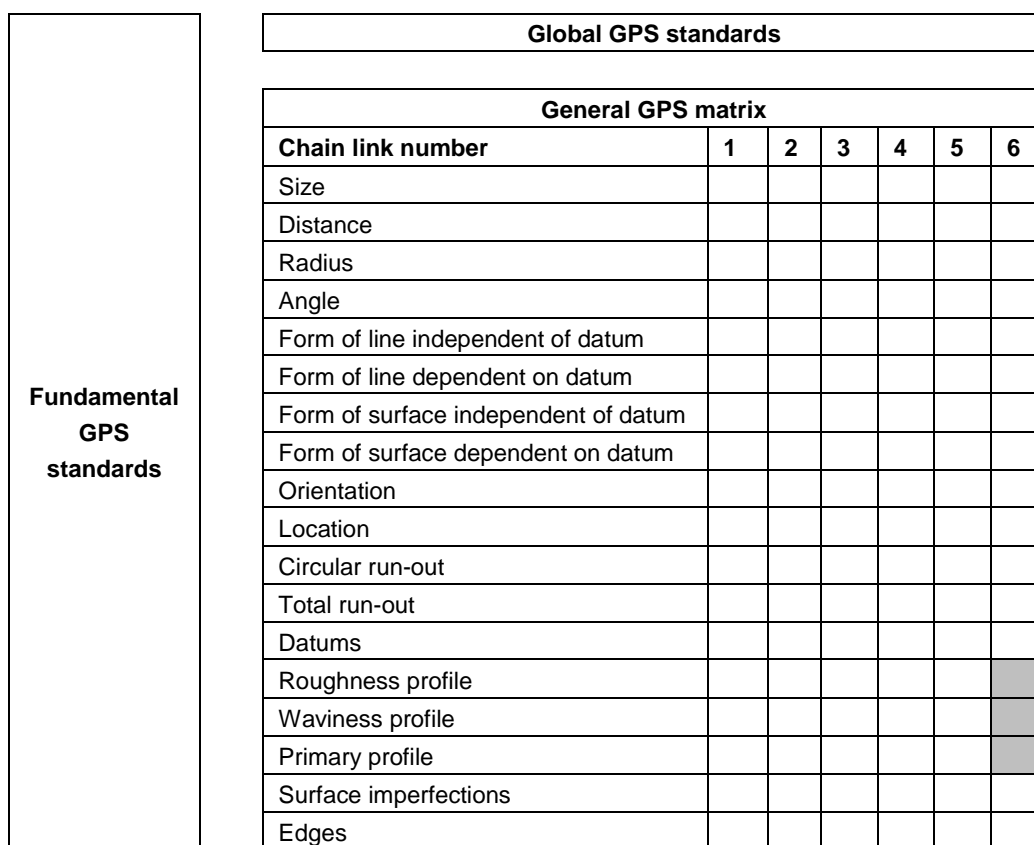 Fundamental
GPS
standards
Global GPS standards
General GPS matrix
Chain link number 1 2 3 4 5 6
Size
Distance
Radius
Angle
Form of line independent of datum
Form of line dependent on datum
Form of surface independent of datum
Form of surface dependent on datum
Orientation
Location
Circular run-out
Total run-out
Datums
Roughness profile
Waviness profile
Primary profile
Surface imperfections
Edges